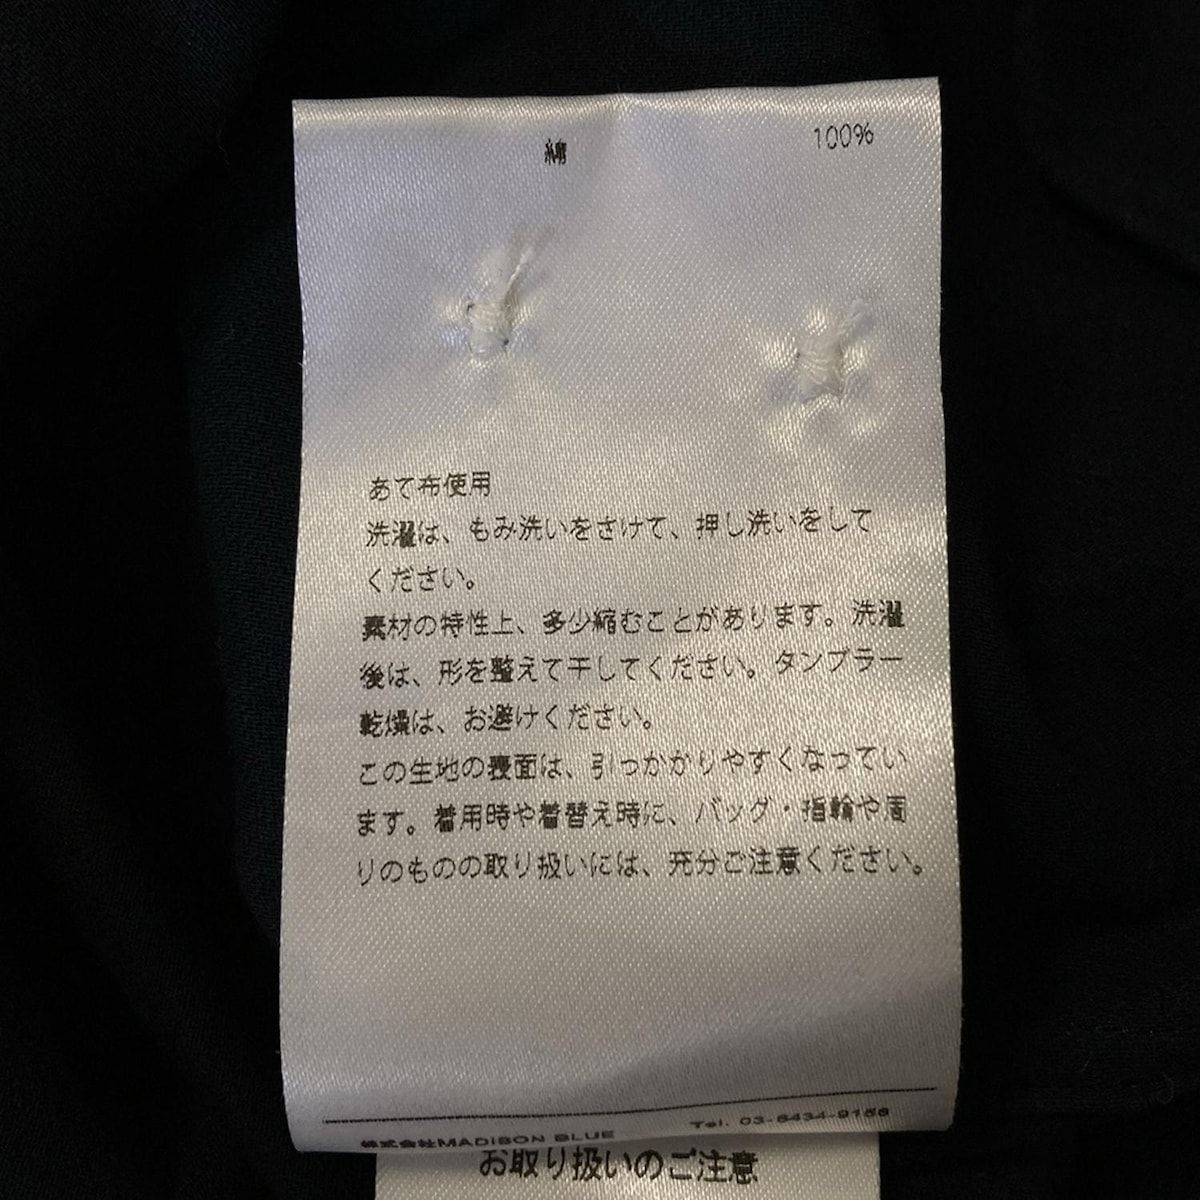 綿 100%
あて布使用
洗濯は、もみ洗いをさけて、押し洗いをして
ください。
素材の特性上、多少縮むことがあります。洗濯
後は、形を整えて干してください。タンブラー
乾燥は、お避けください。
この生地の表面は、引っかかりやすくなってい
ます。着用時や着替え時に、バッグ・指輪や周
りのものの取り扱いには、充分ご注意ください。
株式会社MADISON BLUE Tel. 03-6434-9156
お取り扱いのご注意